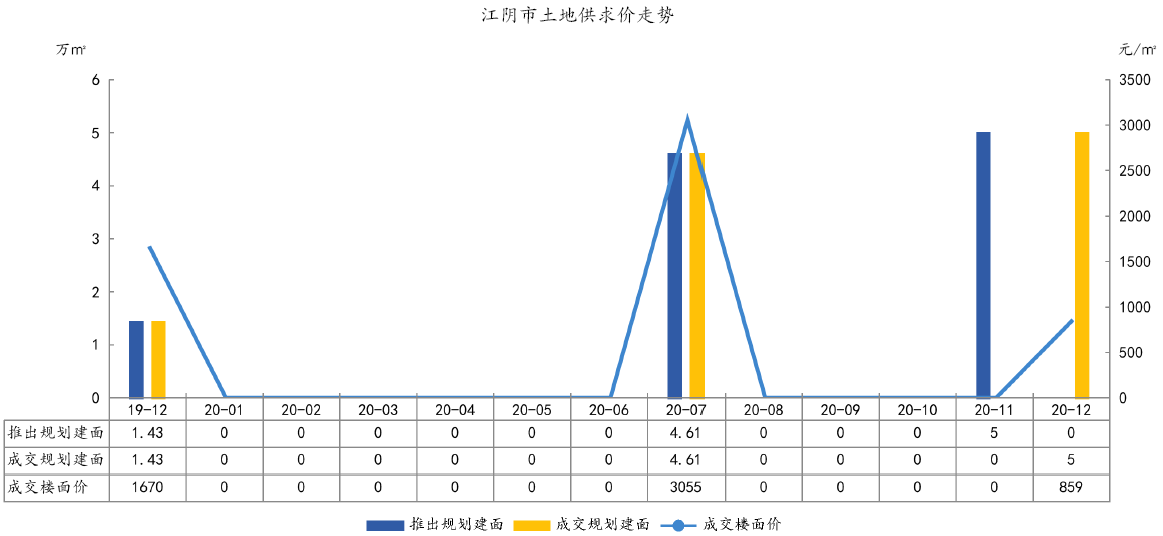 江阴市土地供求价走势
万㎡ 元/㎡
6 3500
5 3000
4 2500
3 2000
2 1500
1 1000
0 500
0
19-12 20-01 20-02 20-03 20-04 20-05 20-06 20-07 20-08 20-09 20-10 20-11 20-12
推出规划建面 1.43 0 0 0 0 0 0 4.61 0 0 0 5 0
成交规划建面 1.43 0 0 0 0 0 0 4.61 0 0 0 0 5
成交楼面价 1670 0 0 0 0 0 0 3055 0 0 0 0 859
推出规划建面 成交规划建面 成交楼面价